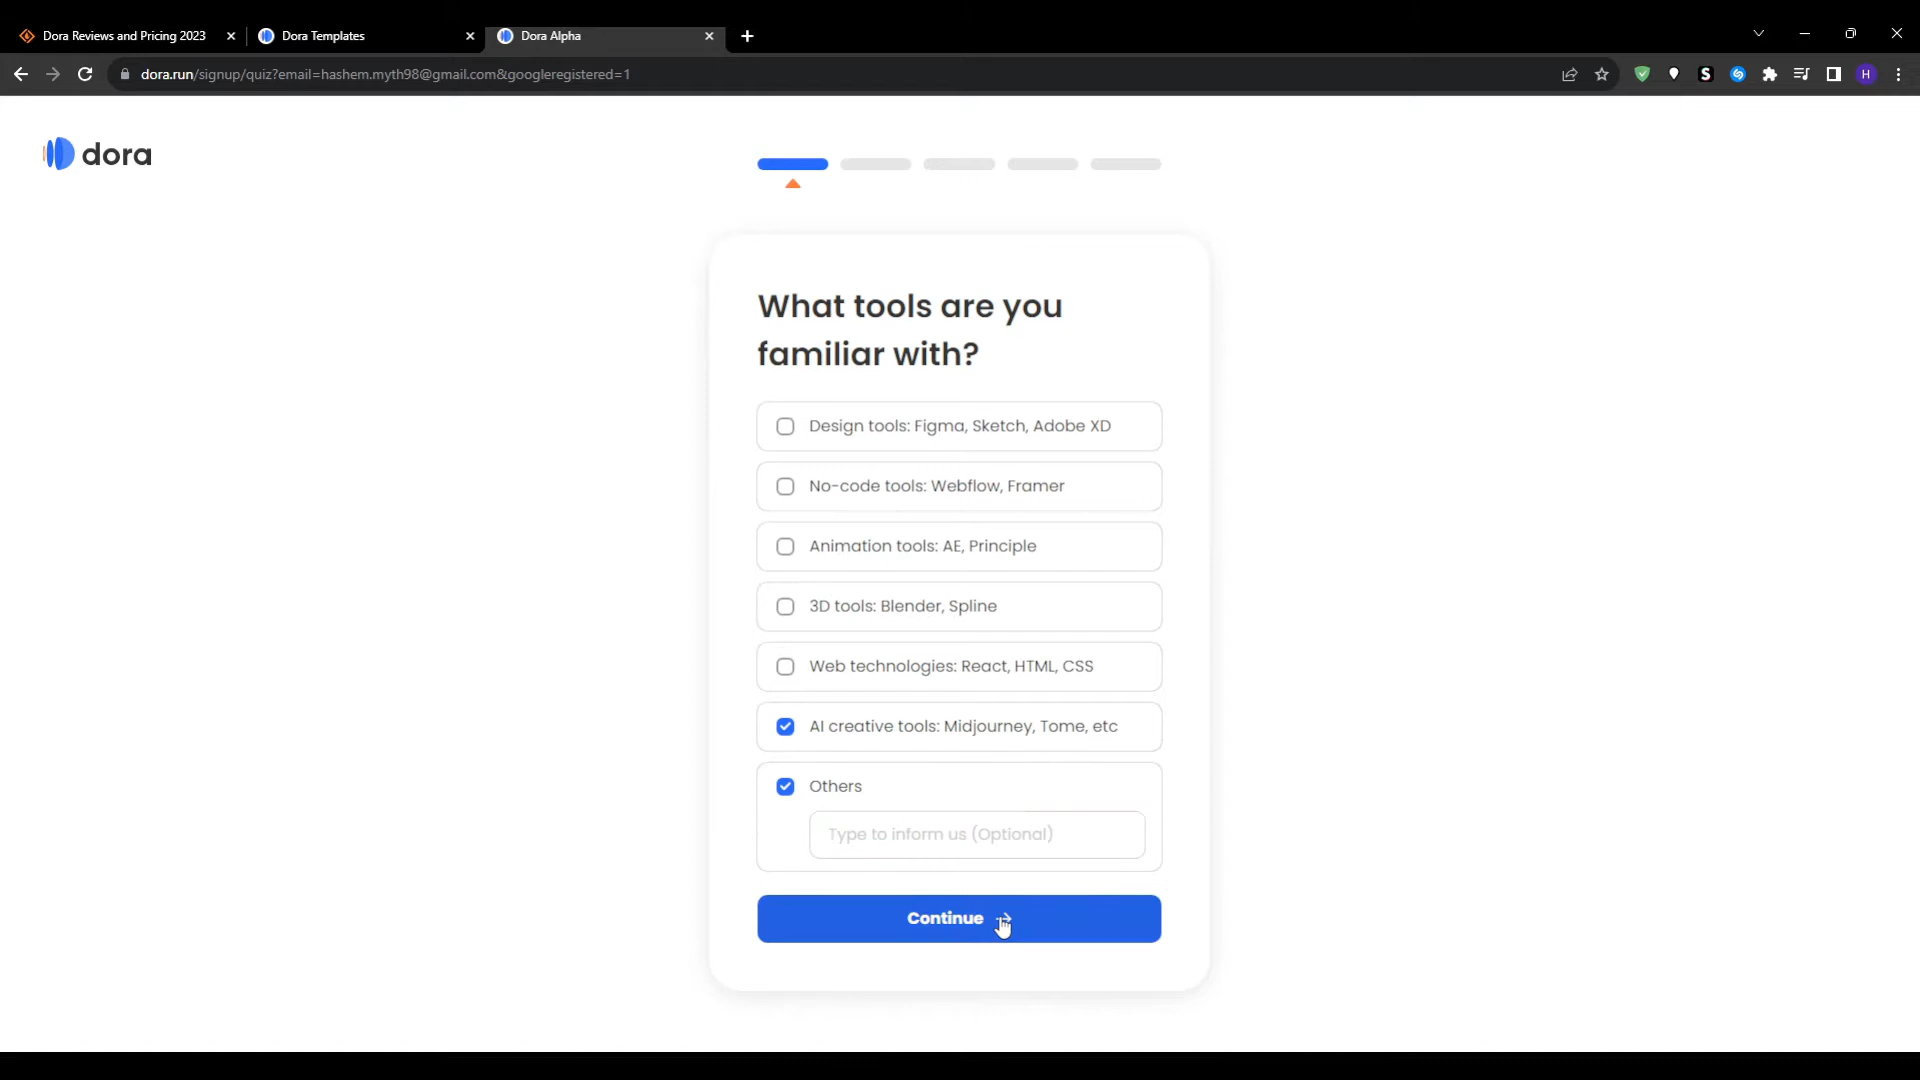 Dora Reviews and Pricing 2023
Dora Templates
Dora Alpha
dora.run/signup/quiz?email=hashem.myth98@gmail.com&googleregistered=1
S
H
dora
What tools are you
familiar with?
Design tools: Figma, Sketch, Adobe XD
No-code tools: Webflow, Framer
Animation tools: AE, Principle
3D tools: Blender, Spline
Web technologies: React, HTML, CSS
AI creative tools: Midjourney, Tome, etc
Others
Type to inform us (Optional)
Continue